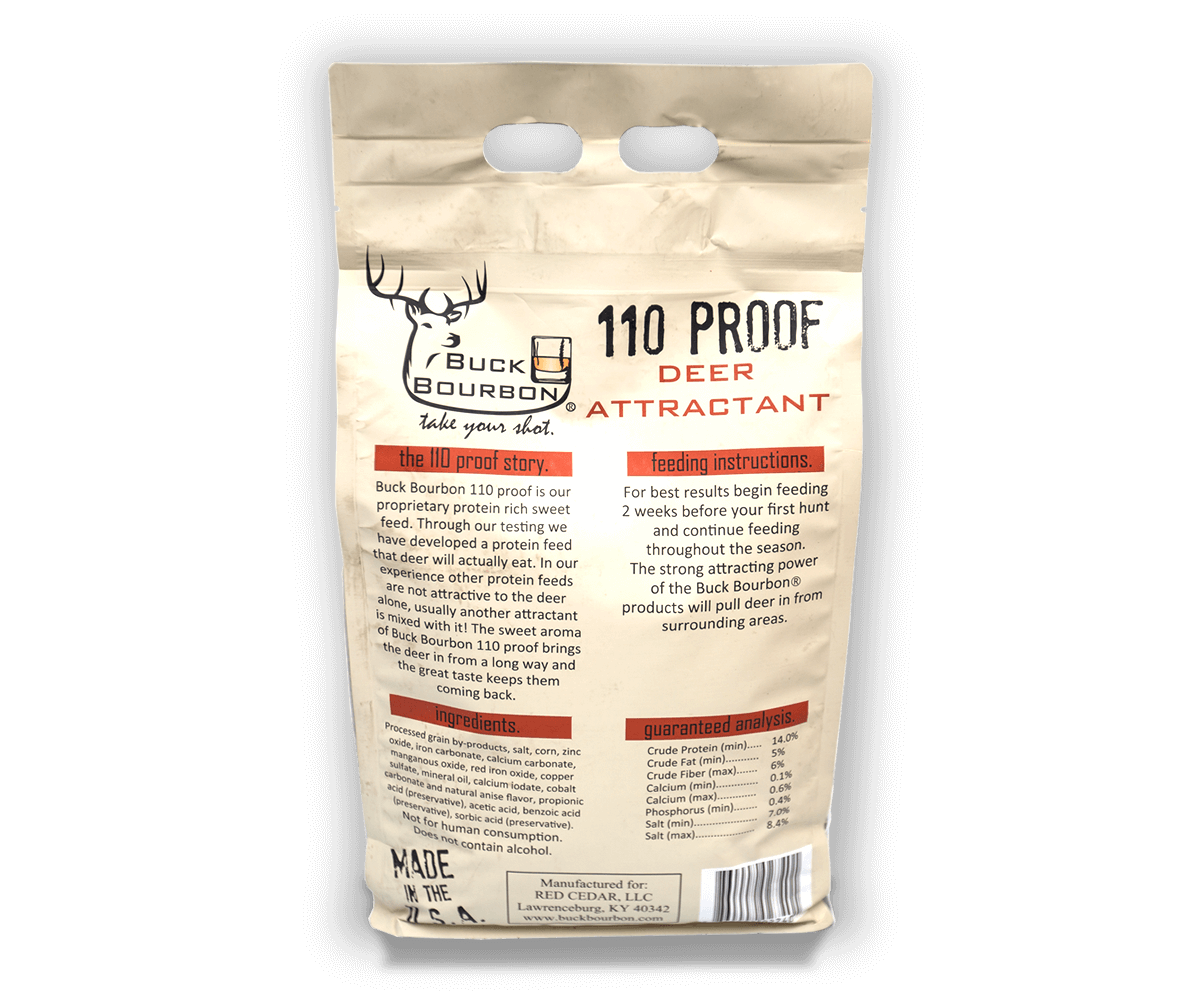 BUCK
BOURBON®
take your shot.
110 PROOF
DEER
ATTRACTANT
the 110 proof story.
Buck Bourbon 110 proof is our
proprietary protein rich sweet
feed. Through our testing we
have developed a protein feed
that deer will actually eat. In our
experience other protein feeds
are not attractive to the deer
alone, usually another attractant
is mixed with it! The sweet aroma
of Buck Bourbon 110 proof brings
the deer in from a long way and
the great taste keeps them
coming back.
feeding instructions.
For best results begin feeding
2 weeks before your first hunt
and continue feeding
throughout the season.
The strong attracting power
of the Buck Bourbon®
products will pull deer in from
surrounding areas.
ingredients.
Processed grain by-products, salt, corn, zinc
oxide, iron carbonate, calcium carbonate,
manganous oxide, red iron oxide, copper
sulfate, mineral oil, calcium iodate, cobalt
carbonate and natural anise flavor, propionic
acid (preservative), acetic acid, benzoic acid
(preservative), sorbic acid (preservative).
Not for human consumption.
Does not contain alcohol.
guaranteed analysis.
Crude Protein (min)..... 14.0%
Crude Fat (min).......... 5%
Crude Fiber (max)....... 6%
Calcium (min)............. 0.1%
Calcium (max)............ 0.6%
Phosphorus (min)....... 0.4%
Salt (min)................... 7.0%
Salt (max).................. 8.4%
MADE
IN THE
U.S.A.
Manufactured for:
RED CEDAR, LLC
Lawrenceburg, KY 40342
www.buckbourbon.com